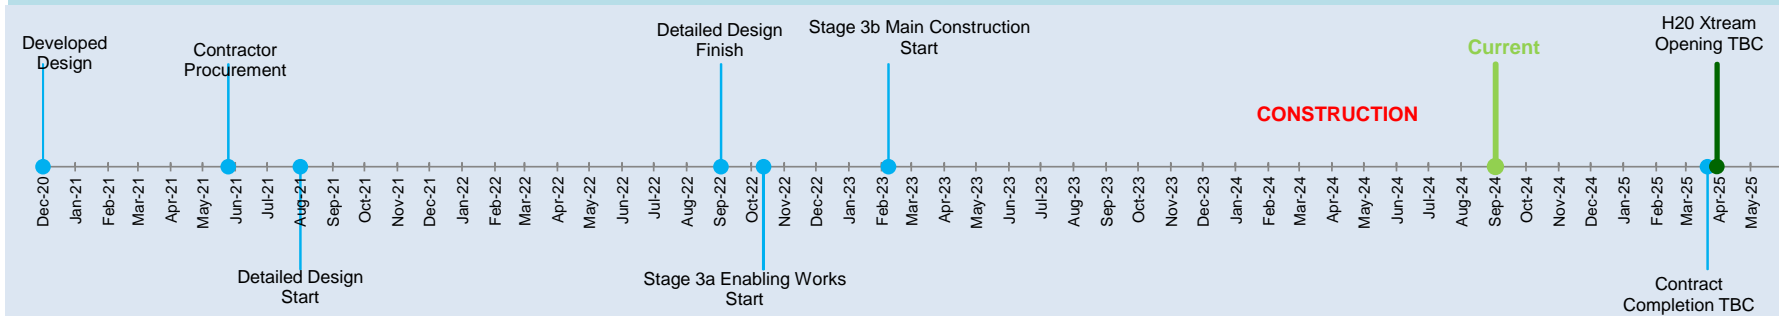 Developed
Design
Contractor
Procurement
Detailed Design
Finish
Stage 3b Main Construction
Start
Current
H20 Xtream
Opening TBC
CONSTRUCTION
Dec-20
Jan-21
Feb-21
Mar-21
Apr-21
May-21
Jun-21
Jul-21
Aug-21
Sep-21
Oct-21
Nov-21
Dec-21
Jan-22
Feb-22
Mar-22
Apr-22
May-22
Jun-22
Jul-22
Aug-22
Sep-22
Oct-22
Nov-22
Dec-22
Jan-23
Feb-23
Mar-23
Apr-23
May-23
Jun-23
Jul-23
Aug-23
Sep-23
Oct-23
Nov-23
Dec-23
Jan-24
Feb-24
Mar-24
Apr-24
May-24
Jun-24
Jul-24
Aug-24
Sep-24
Oct-24
Nov-24
Dec-24
Jan-25
Feb-25
Mar-25
Apr-25
May-25
Detailed Design
Start
Stage 3a Enabling Works
Start
Contract
Completion TBC